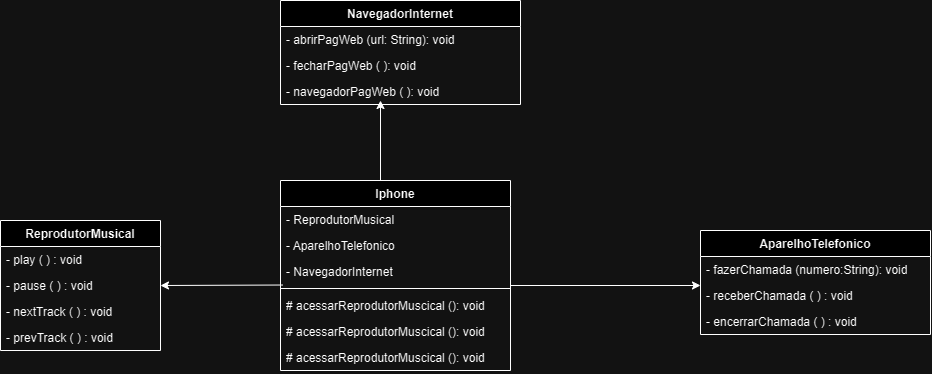 NavegadorInternet
- abrirPagWeb (url: String): void
- fecharPagWeb ( ): void
- navegadorPagWeb ( ): void
Iphone
- ReprodutorMusical
- AparelhoTelefonico
- NavegadorInternet
# acessarReprodutorMuscical (): void
# acessarReprodutorMuscical (): void
# acessarReprodutorMuscical (): void
ReprodutorMusical
- play ( ) : void
- pause ( ) : void
- nextTrack ( ) : void
- prevTrack ( ) : void
AparelhoTelefonico
- fazerChamada (numero:String): void
- receberChamada ( ) : void
- encerrarChamada ( ) : void